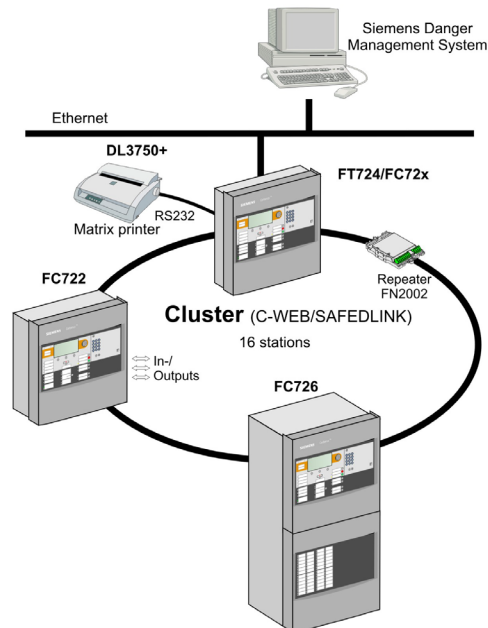 Siemens Danger
Management System
Ethernet
DL3750+
FT724/FC72x
RS232
Matrix printer
Repeater
FN2002
FC722
Cluster (C-WEB/SAFEDLINK)
16 stations
In-/
Outputs
FC726